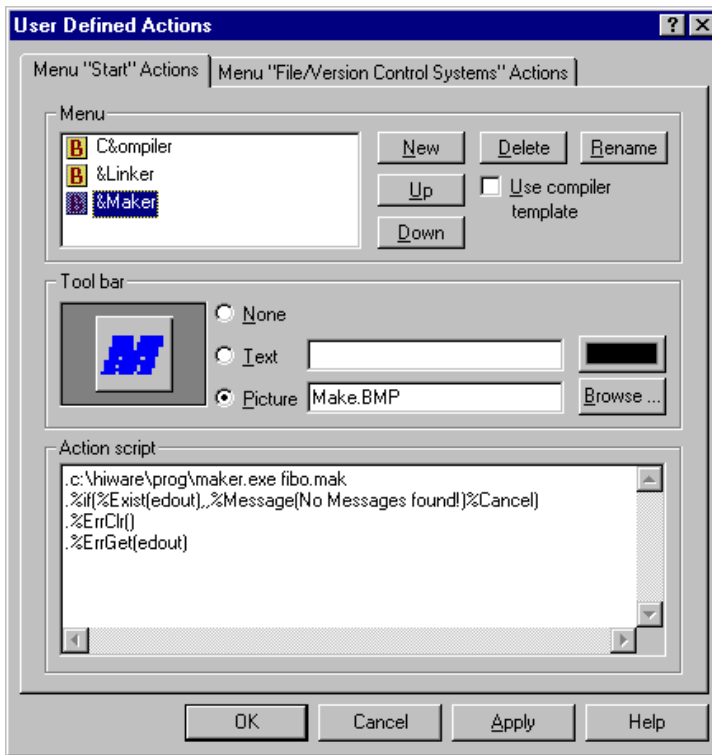 User Defined Actions
Menu "Start" Actions
Menu "File/Version Control Systems" Actions
Menu
C&ompiler
&Linker
&Maker
New
Delete
Rename
Up
Use compiler
template
Down
Tool bar
None
Text
Picture
Make.BMP
Browse ...
Action script
.c:\hiware\prog\maker.exe fibo.mak
.%if(%Exist(edout),,%Message(No Messages found!)%Cancel)
.%ErrClr()
.%ErrGet(edout)
OK
Cancel
Apply
Help